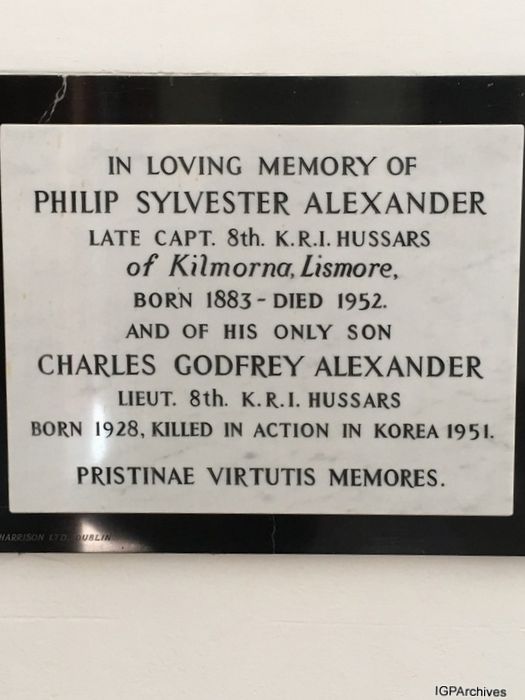 IN LOVING MEMORY OF
PHILIP SYLVESTER ALEXANDER
LATE CAPT. 8th. K.R.I. HUSSARS
of Kilmorna, Lismore,
BORN 1883 - DIED 1952.
AND OF HIS ONLY SON
CHARLES GODFREY ALEXANDER
LIEUT. 8th. K.R.I. HUSSARS
BORN 1928, KILLED IN ACTION IN KOREA 1951.
PRISTINAE VIRTUTIS MEMORES.
HARRISON LTD. DUBLIN
IGPArchives